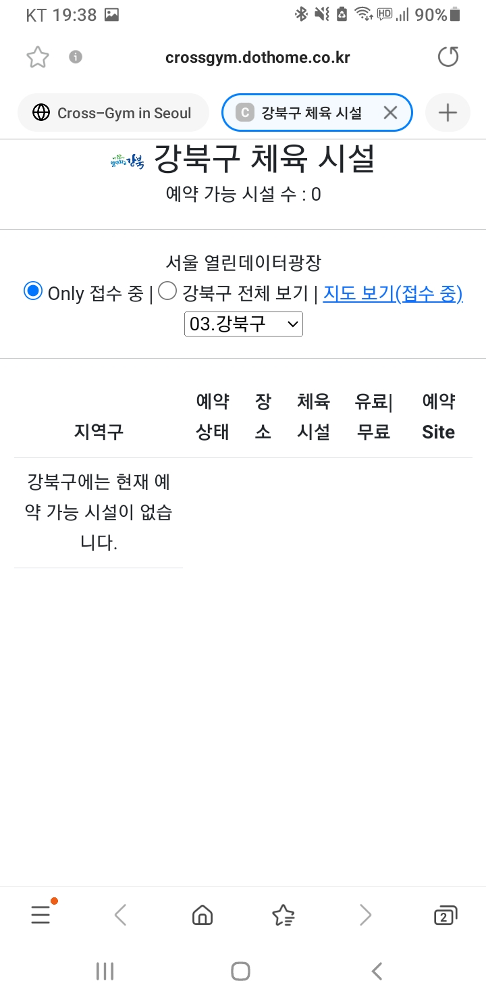 KT 19:38
HD 90%
crossgym.dothome.co.kr
Cross-Gym in Seoul
C 강북구 체육 시설
강북구 체육 시설
예약 가능 시설 수 : 0
서울 열린데이터광장
Only 접수 중 | 강북구 전체 보기 | 지도 보기(접수 중)
03.강북구
지역구 예약 상태 장소 체육 시설 유료|무료 예약 Site
강북구에는 현재 예
약 가능 시설이 없습
니다.
2